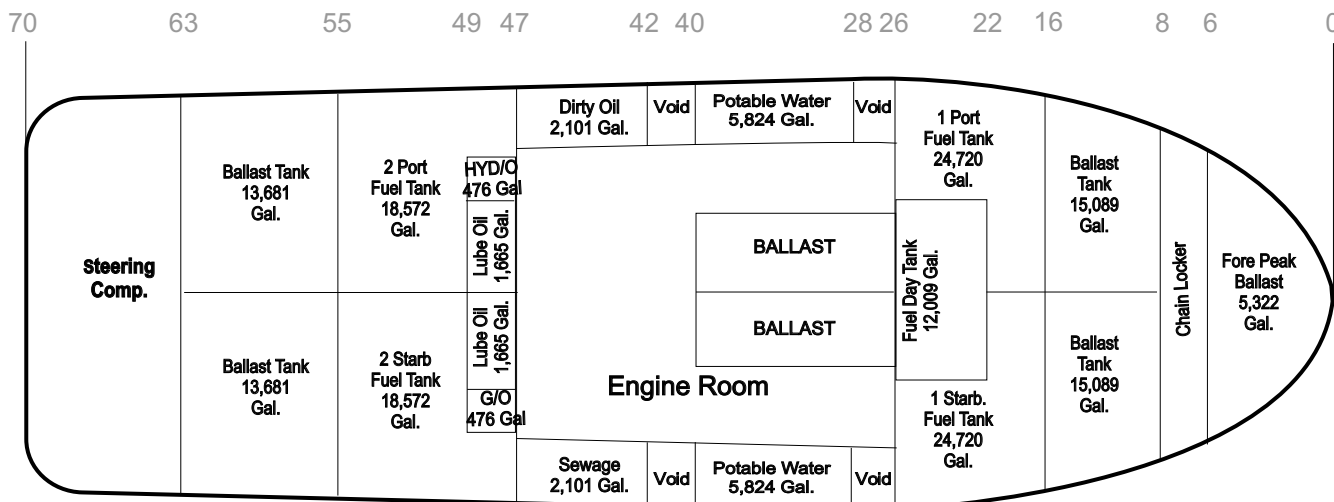 70 63 55 49 47 42 40 28 26 22 16 8 6 0
Dirty Oil
2,101 Gal.
Void
Potable Water
5,824 Gal.
Void
1 Port
Fuel Tank
24,720
Gal.
Ballast Tank
13,681
Gal.
2 Port
Fuel Tank
18,572
Gal.
HYD/O
476 Gal
Lube Oil
1,665 Gal.
BALLAST
Ballast
Tank
15,089
Gal.
Steering
Comp.
Fuel Day Tank
12,009 Gal.
Chain Locker
Fore Peak
Ballast
5,322
Gal.
Ballast Tank
13,681
Gal.
2 Starb
Fuel Tank
18,572
Gal.
Lube Oil
1,665 Gal.
G/O
476 Gal
BALLAST
Engine Room
Ballast
Tank
15,089
Gal.
1 Starb.
Fuel Tank
24,720
Gal.
Sewage
2,101 Gal.
Void
Potable Water
5,824 Gal.
Void